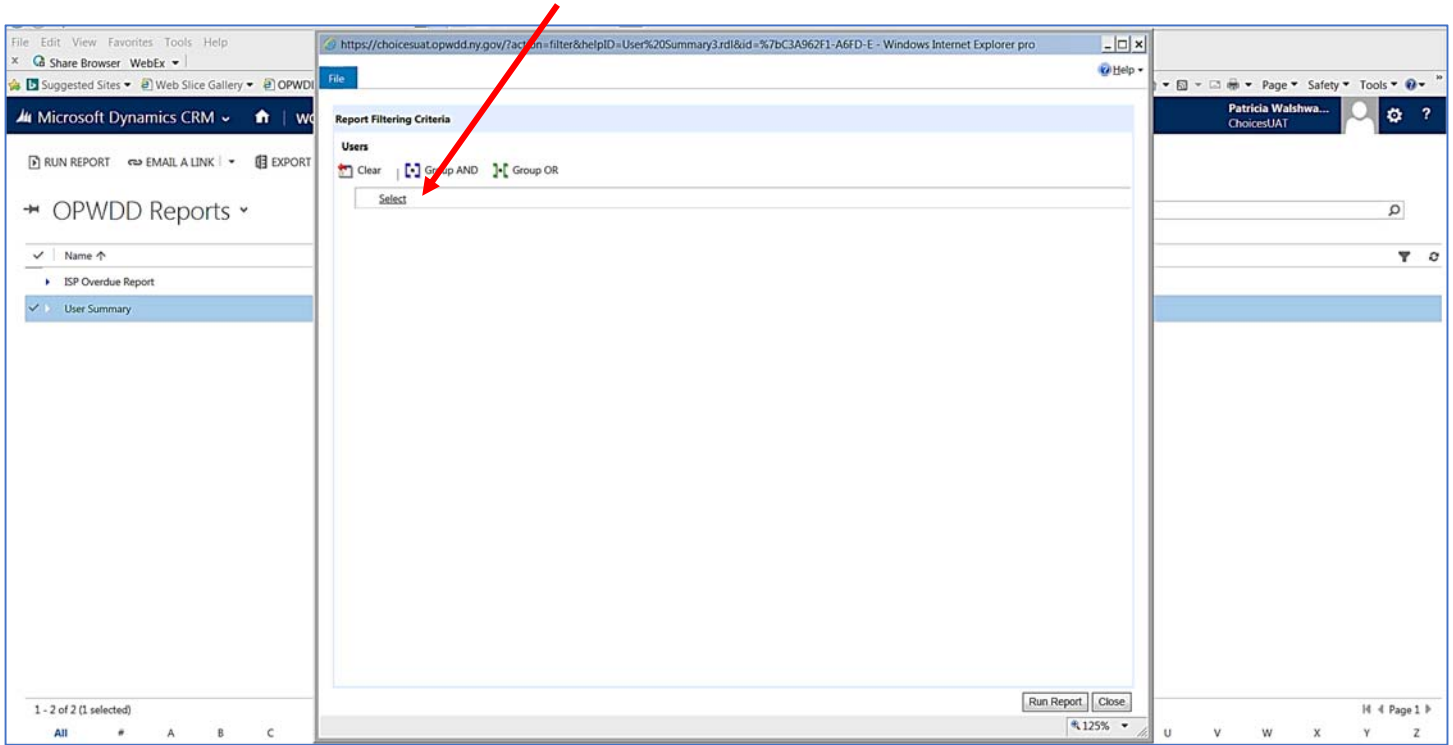 File Edit View Favorites Tools Help
× Share Browser WebEx
Suggested Sites Web Slice Gallery OPWDI
Microsoft Dynamics CRM
RUN REPORT EMAIL A LINK EXPORT
OPWDD Reports
Name
ISP Overdue Report
User Summary
1 - 2 of 2 (1 selected)
All # A B C
https://choicesuat.opwdd.ny.gov/?action=filter&helpID=User%20Summary3.rdl&id=%7bC3A962F1-A6FD-E - Windows Internet Explorer pro
File
Help
Report Filtering Criteria
Users
Clear Group AND Group OR
Select
Run Report Close
125%
Page Safety Tools
Patricia Walshwa...
ChoicesUAT
?
Page 1
U V W X Y Z